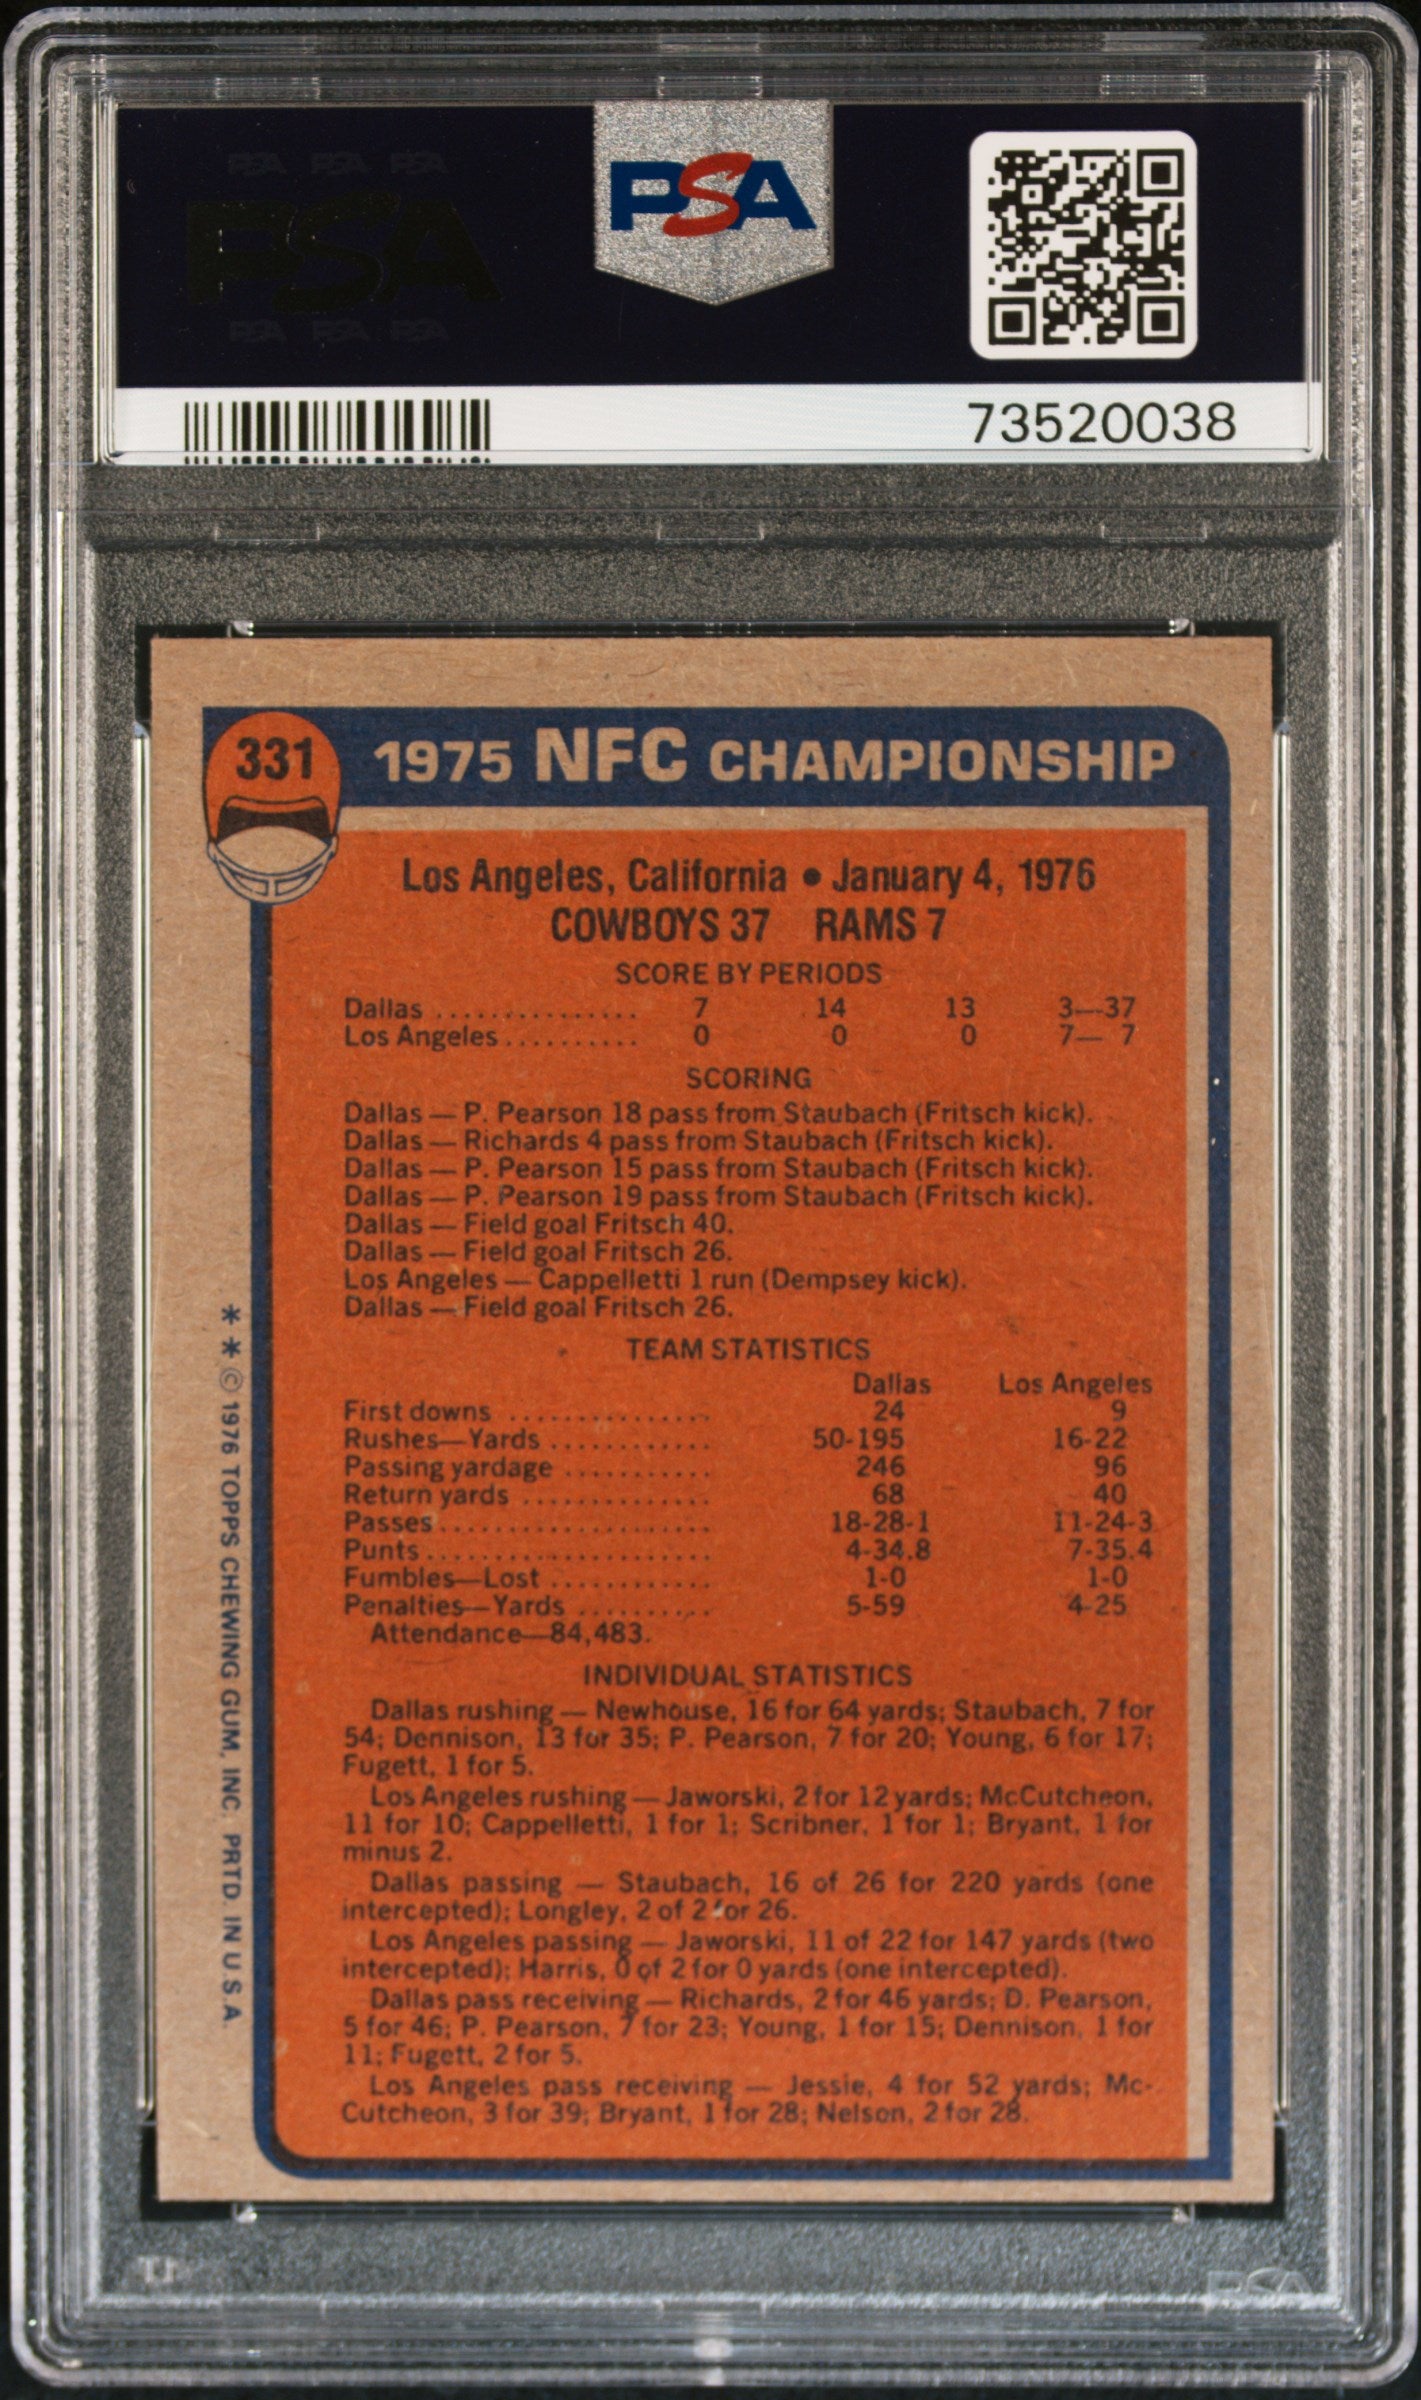 PSA PSA PSA
PSA
PSA
PSA PSA PSA
73520038
331
1975 NFC CHAMPIONSHIP
Los Angeles, California • January 4, 1976
COWBOYS 37 RAMS 7
SCORE BY PERIODS
Dallas ............... 7 14 13 3—37
Los Angeles.......... 0 0 0 7— 7
SCORING
Dallas — P. Pearson 18 pass from Staubach (Fritsch kick).
Dallas — Richards 4 pass from Staubach (Fritsch kick).
Dallas — P. Pearson 15 pass from Staubach (Fritsch kick).
Dallas — P. Pearson 19 pass from Staubach (Fritsch kick).
Dallas — Field goal Fritsch 40.
Dallas — Field goal Fritsch 26.
Los Angeles — Cappelletti 1 run (Dempsey kick).
Dallas — Field goal Fritsch 26.
TEAM STATISTICS
Dallas Los Angeles
First downs ............... 24 9
Rushes—Yards ............ 50-195 16-22
Passing yardage ........... 246 96
Return yards .............. 68 40
Passes.................... 18-28-1 11-24-3
Punts..................... 4-34.8 7-35.4
Fumbles—Lost ............ 1-0 1-0
Penalties—Yards .......... 5-59 4-25
Attendance—84,483.
INDIVIDUAL STATISTICS
Dallas rushing — Newhouse, 16 for 64 yards; Staubach, 7 for
54; Dennison, 13 for 35; P. Pearson, 7 for 20; Young, 6 for 17;
Fugett, 1 for 5.
Los Angeles rushing — Jaworski, 2 for 12 yards; McCutcheon,
11 for 10; Cappelletti, 1 for 1; Scribner, 1 for 1; Bryant, 1 for
minus 2.
Dallas passing — Staubach, 16 of 26 for 220 yards (one
intercepted); Longley, 2 of 2 for 26.
Los Angeles passing — Jaworski, 11 of 22 for 147 yards (two
intercepted); Harris, 0 of 2 for 0 yards (one intercepted).
Dallas pass receiving — Richards, 2 for 46 yards; D. Pearson,
5 for 46; P. Pearson, 7 for 23; Young, 1 for 15; Dennison, 1 for
11; Fugett, 2 for 5.
Los Angeles pass receiving — Jessie, 4 for 52 yards; Mc-
Cutcheon, 3 for 39; Bryant, 1 for 28; Nelson, 2 for 28.
* * © 1976 TOPPS CHEWING GUM, INC. PRTD. IN U S A
PSA